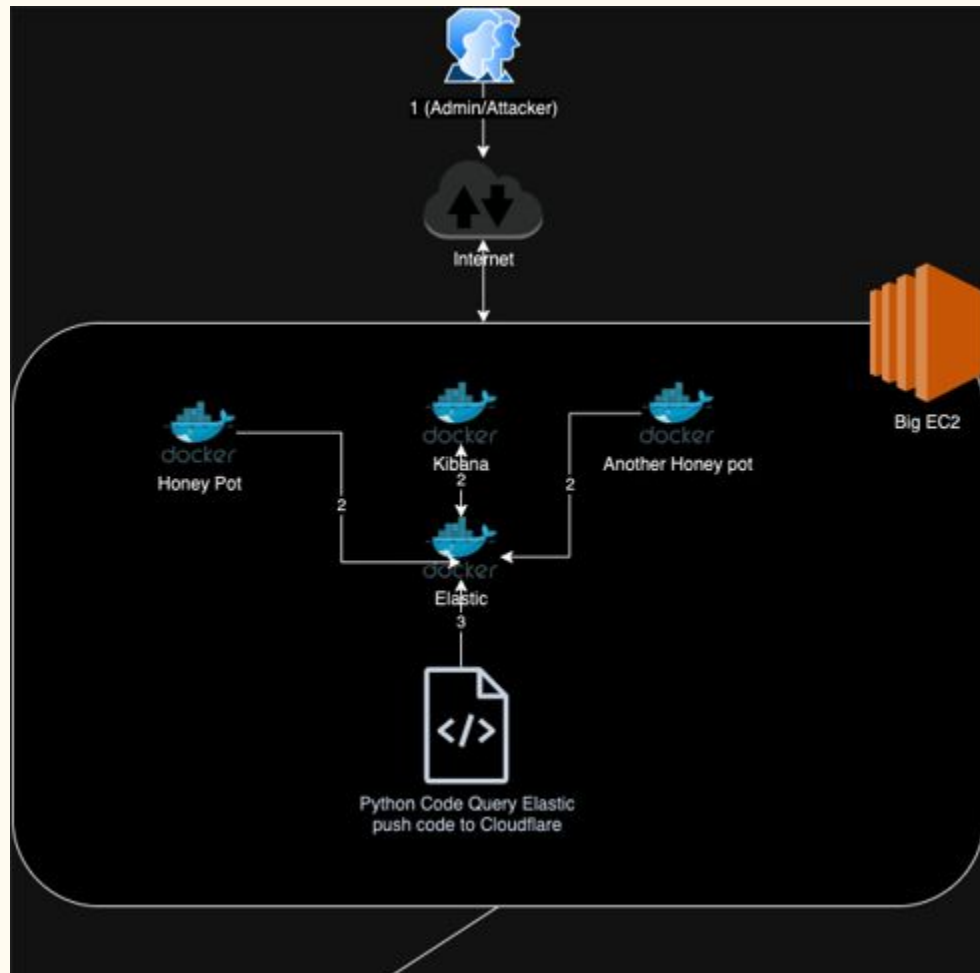 1 (Admin/Attacker)
Internet
Big EC2
docker
Honey Pot
docker
Kibana
docker
Another Honey pot
2
2
2
docker
Elastic
3
Python Code Query Elastic
push code to Cloudflare